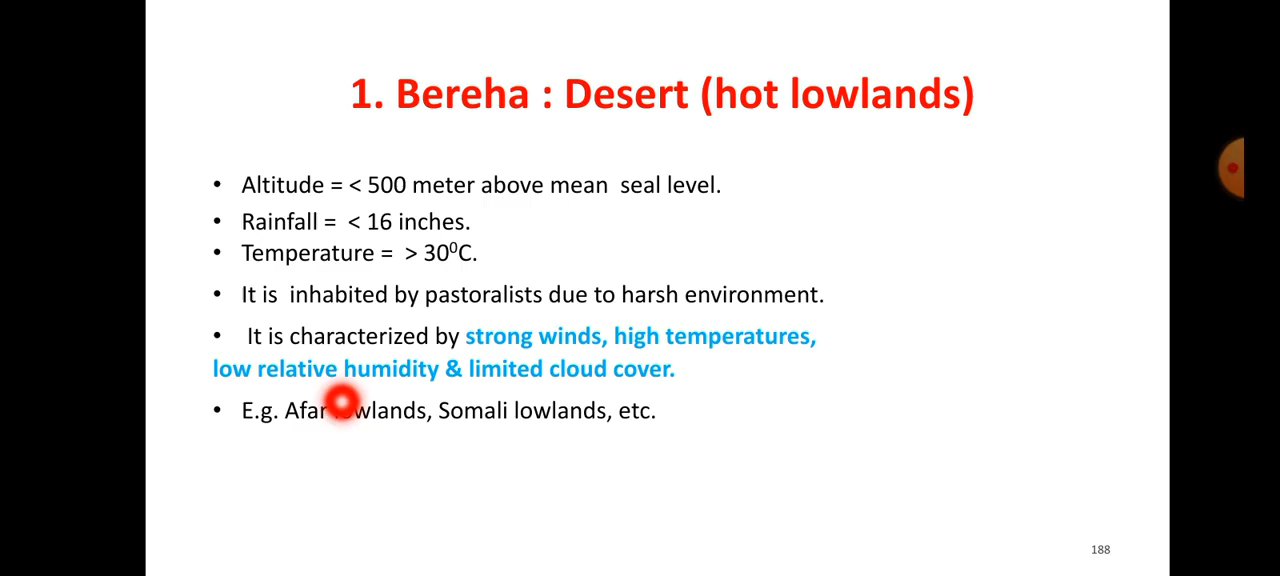 1. Bereha : Desert (hot lowlands)
• Altitude = < 500 meter above mean seal level.
• Rainfall = < 16 inches.
• Temperature = > 30⁰C.
• It is inhabited by pastoralists due to harsh environment.
• It is characterized by strong winds, high temperatures,
low relative humidity & limited cloud cover.
• E.g. Afar lowlands, Somali lowlands, etc.
188